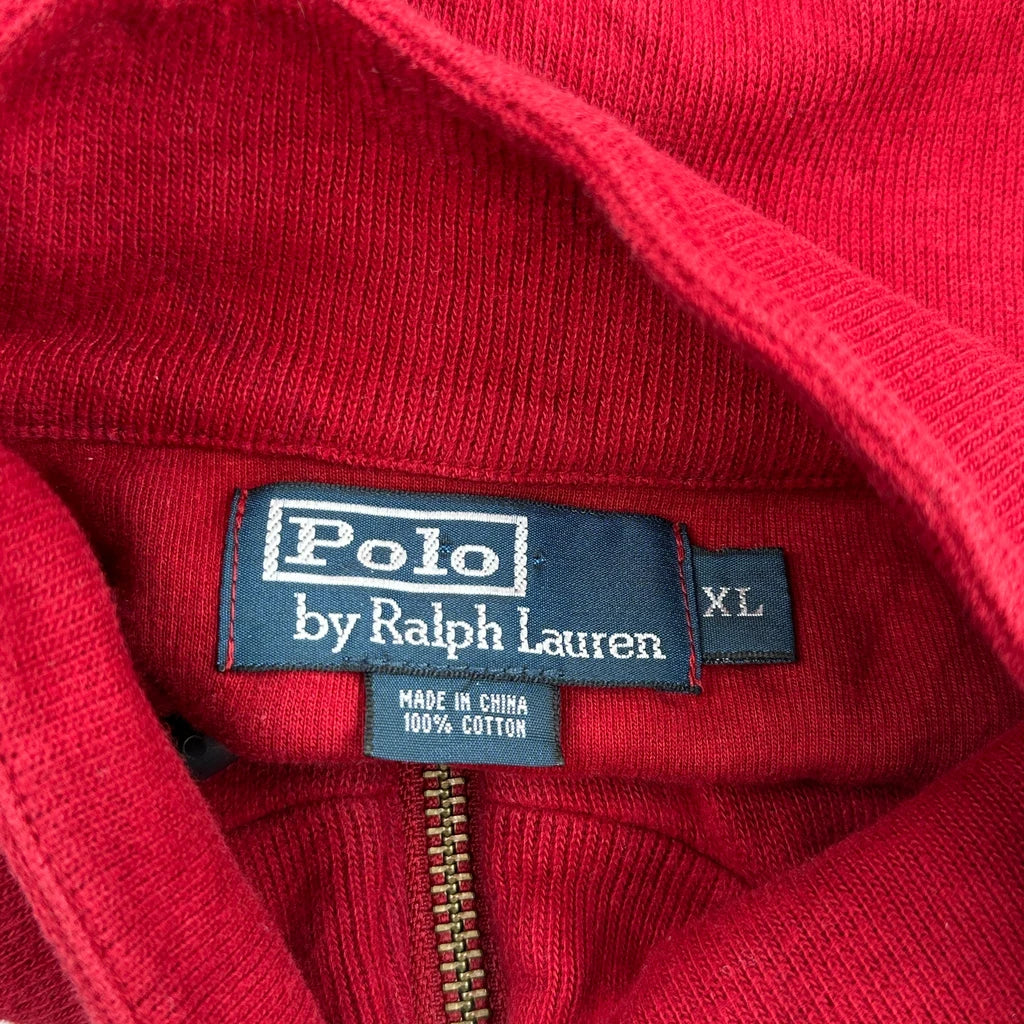 Polo
by Ralph Lauren
XL
MADE IN CHINA
100% COTTON